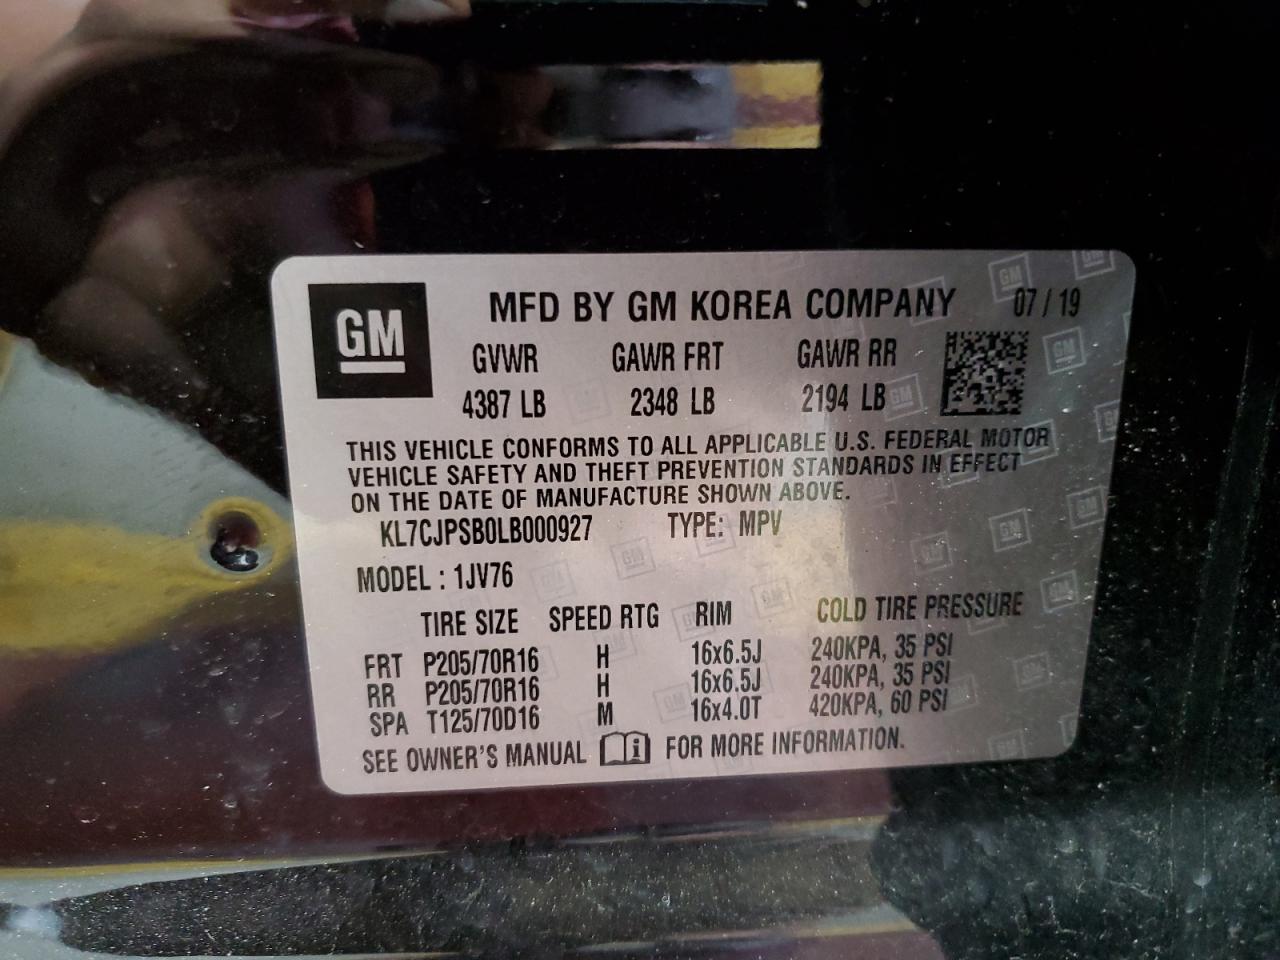 GM
MFD BY GM KOREA COMPANY 07 / 19
GVWR GAWR FRT GAWR RR
4387 LB 2348 LB 2194 LB
THIS VEHICLE CONFORMS TO ALL APPLICABLE U.S. FEDERAL MOTOR
VEHICLE SAFETY AND THEFT PREVENTION STANDARDS IN EFFECT
ON THE DATE OF MANUFACTURE SHOWN ABOVE.
KL7CJPSB0LB000927 TYPE: MPV
MODEL : 1JV76
TIRE SIZE SPEED RTG RIM COLD TIRE PRESSURE
FRT P205/70R16 H 16x6.5J 240KPA, 35 PSI
RR P205/70R16 H 16x6.5J 240KPA, 35 PSI
SPA T125/70D16 M 16x4.0T 420KPA, 60 PSI
SEE OWNER'S MANUAL FOR MORE INFORMATION.